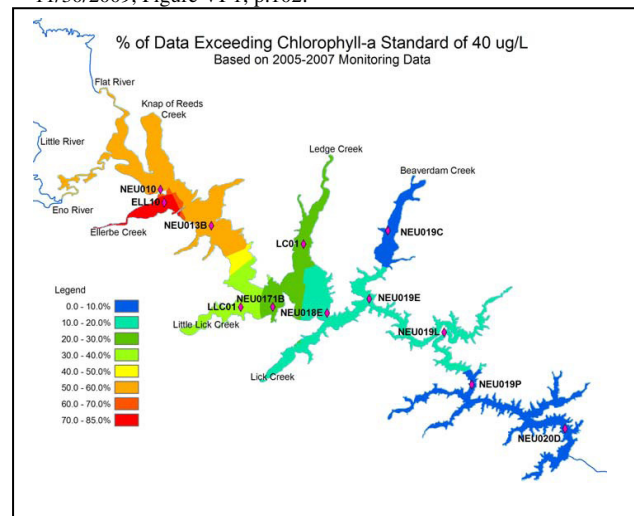 11/30/2009, Figure VI-1, p.162.
% of Data Exceeding Chlorophyll-a Standard of 40 ug/L
Based on 2005-2007 Monitoring Data
Flat River
Knap of Reeds
Creek
Little River
Ledge Creek
Beaverdam Creek
NEU010
ELL10
Eno River
Ellerbe Creek
NEU013B
NEU019C
LC01
Legend
0.0 - 10.0%
10.0 - 20.0%
20.0 - 30.0%
30.0 - 40.0%
40.0 - 50.0%
50.0 - 60.0%
60.0 - 70.0%
70.0 - 85.0%
NEU0171B
LLC01
NEU018E
NEU019E
Little Lick Creek
NEU019L
Lick Creek
NEU019P
NEU020D